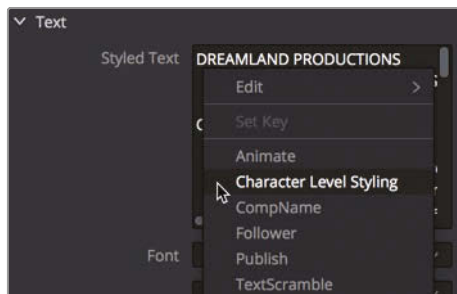 Text
Styled Text DREAMLAND PRODUCTIONS
Edit
Set Key
Animate
Character Level Styling
CompName
Follower
Font
Publish
TextScramble